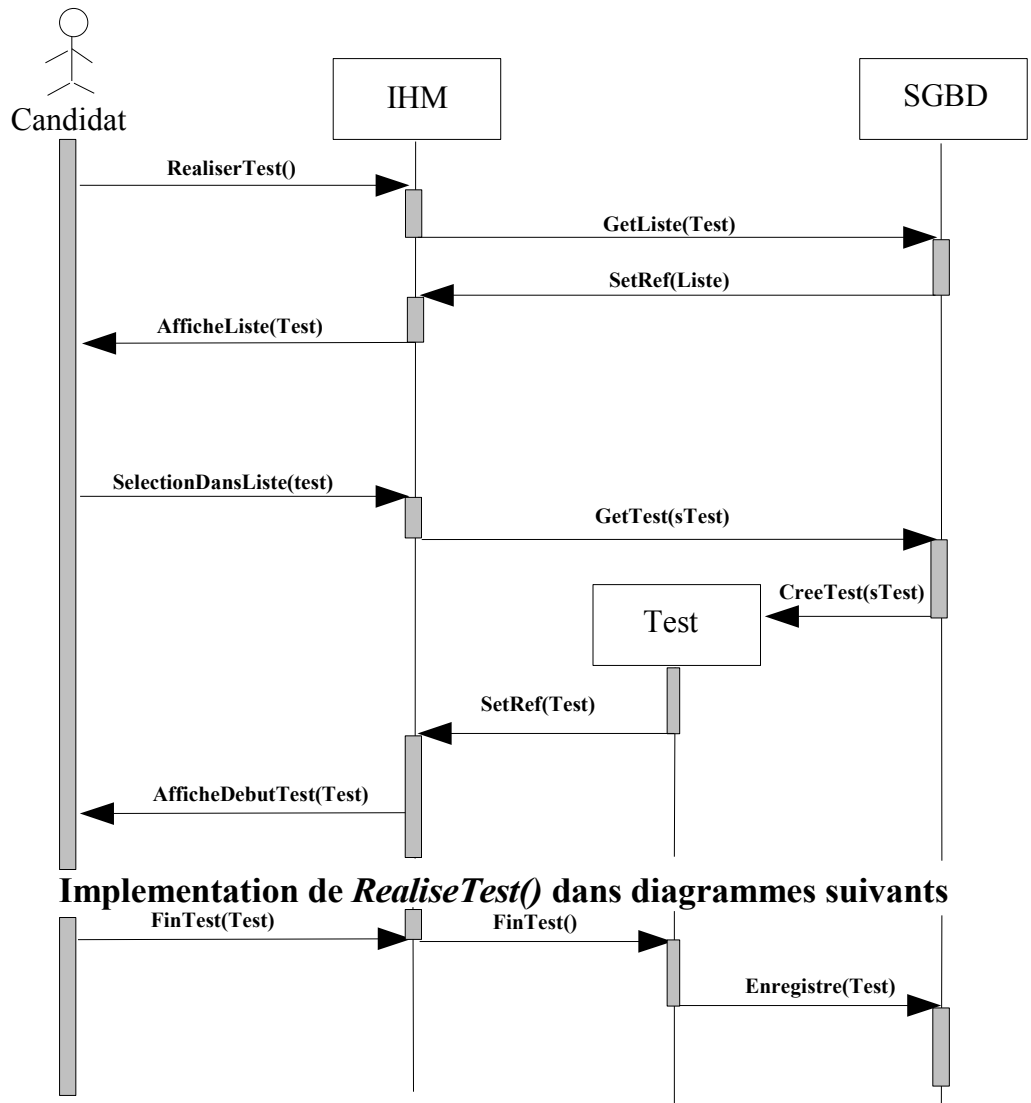 Candidat
IHM
SGBD
RealiserTest()
GetListe(Test)
SetRef(Liste)
AfficheListe(Test)
SelectionDansListe(test)
GetTest(sTest)
CreeTest(sTest)
Test
SetRef(Test)
AfficheDebutTest(Test)
Implementation de RealiseTest() dans diagrammes suivants
FinTest(Test)
FinTest()
Enregistre(Test)